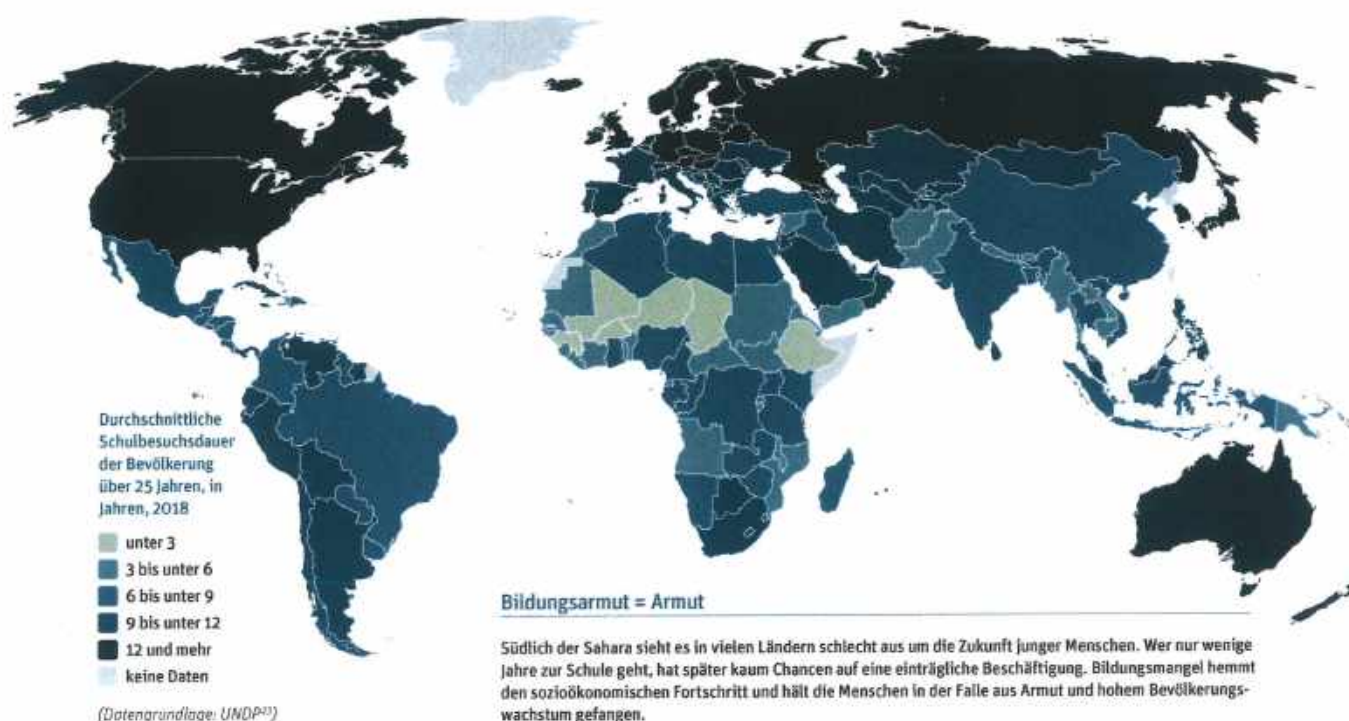 Durchschnittliche
Schulbesuchsdauer
der Bevölkerung
über 25 Jahren, in
Jahren, 2018
unter 3
3 bis unter 6
6 bis unter 9
9 bis unter 12
12 und mehr
keine Daten
(Datengrundlage: UNDP²³)
Bildungsarmut = Armut
Südlich der Sahara sieht es in vielen Ländern schlecht aus um die Zukunft junger Menschen. Wer nur wenige
Jahre zur Schule geht, hat später kaum Chancen auf eine einträgliche Beschäftigung. Bildungsmangel hemmt
den sozioökonomischen Fortschritt und hält die Menschen in der Falle aus Armut und hohem Bevölkerungs-
wachstum gefangen.